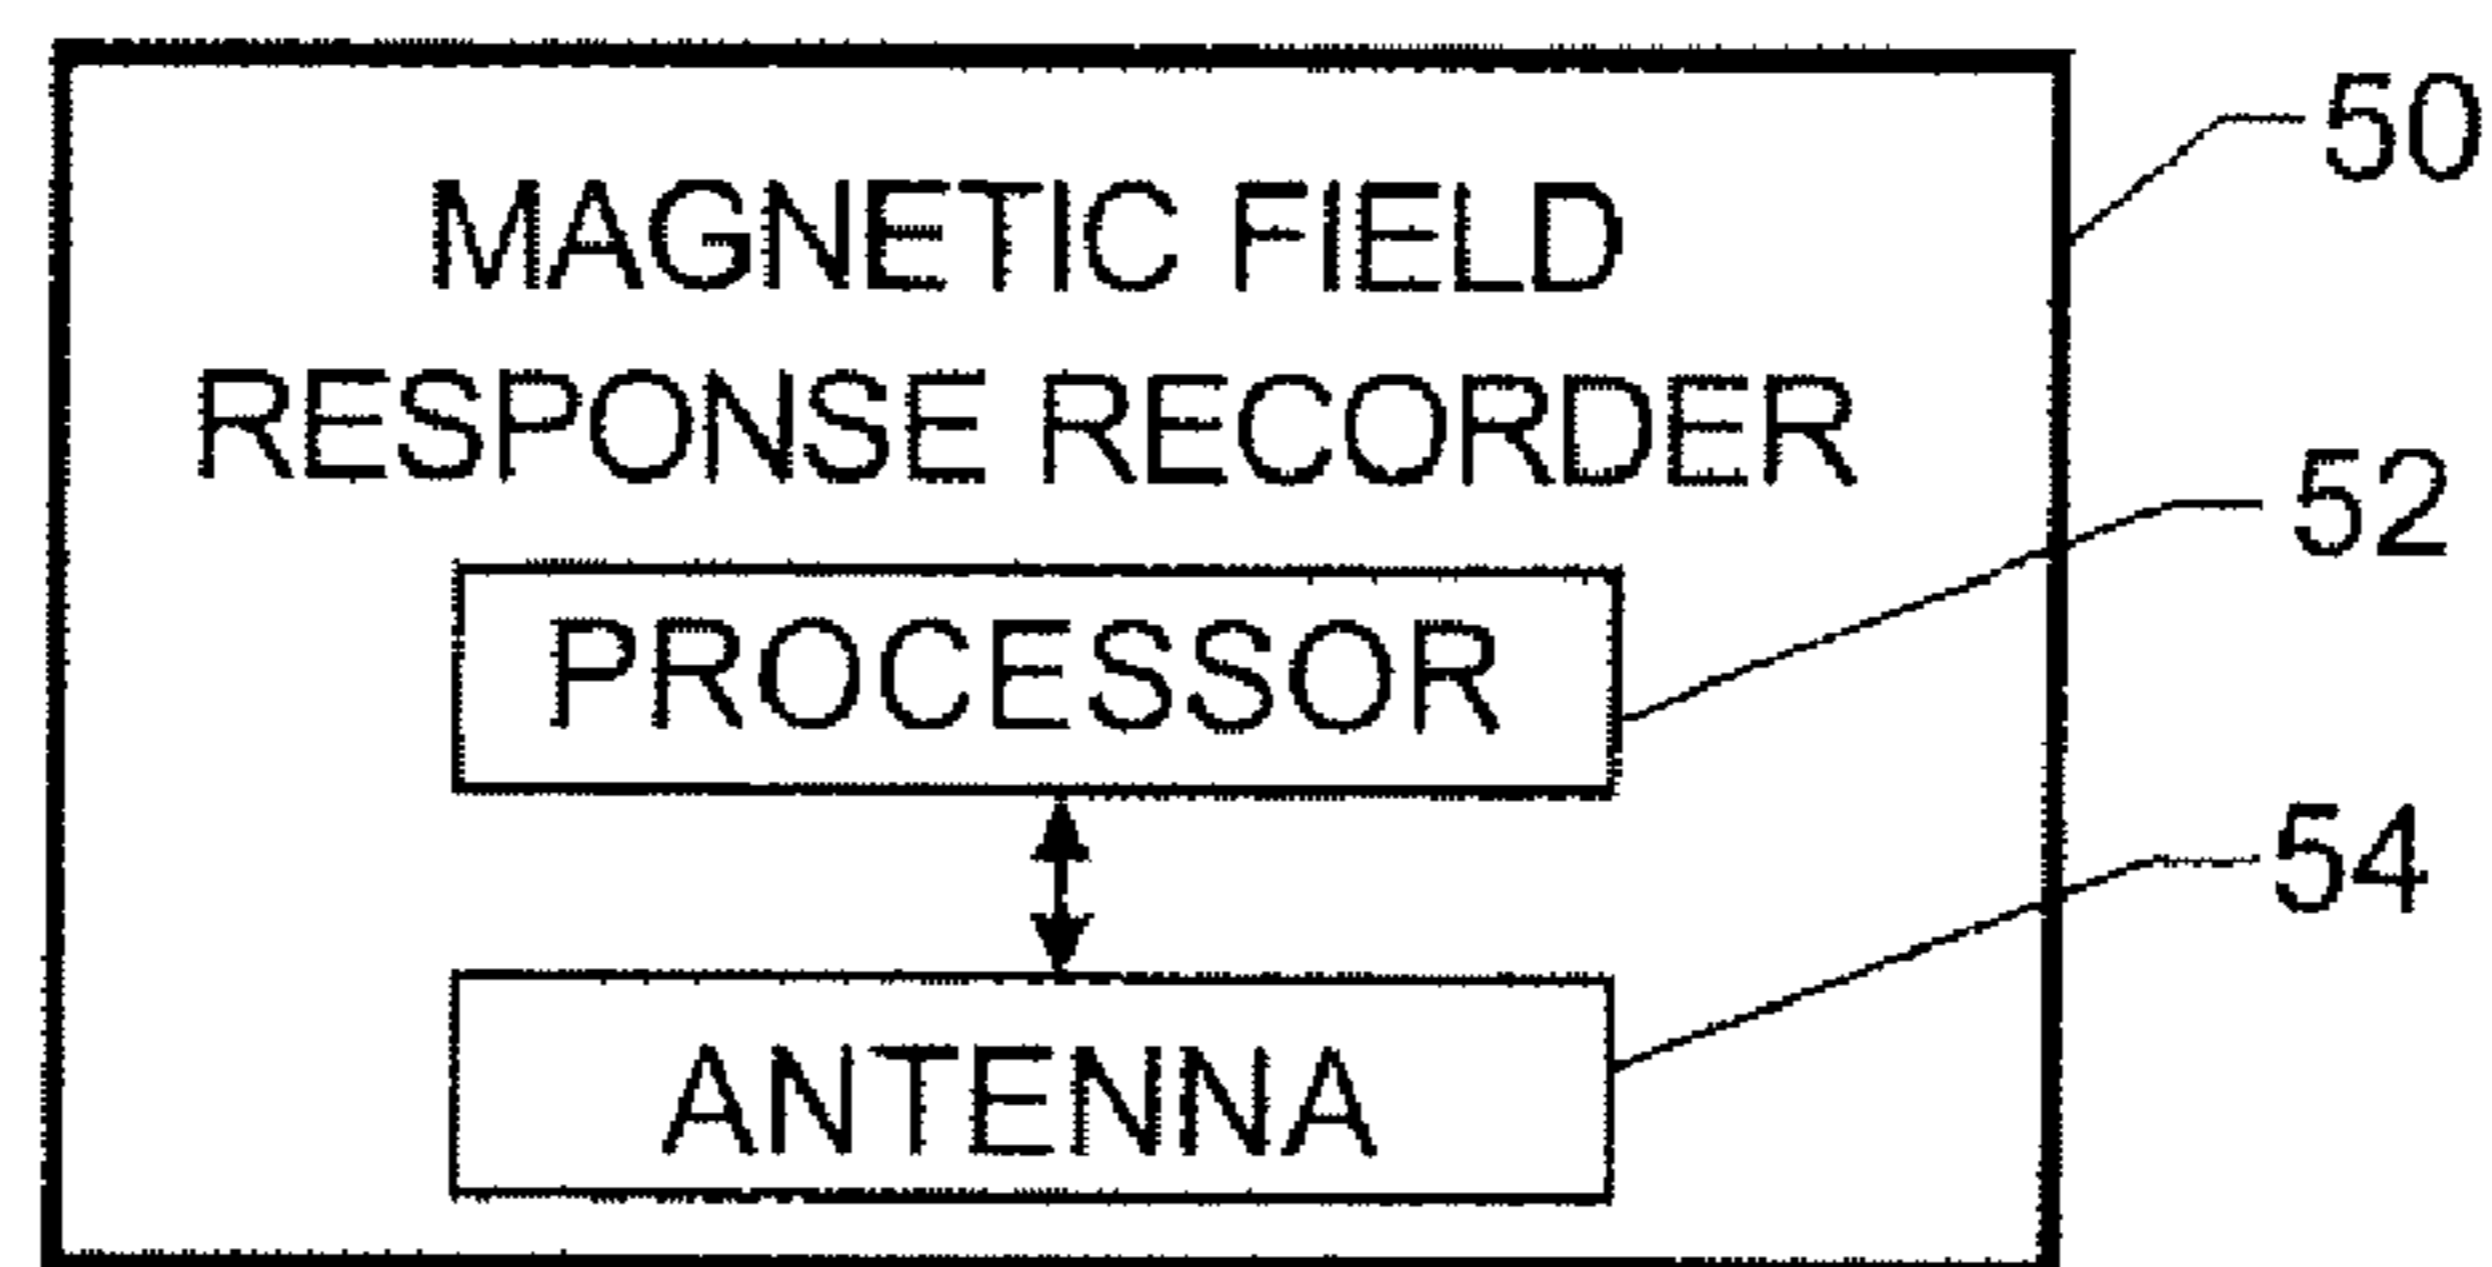 MAGNETIC FIELD
50
RESPONSE RECORDER
52
PROCESSOR
54
ANTENNA